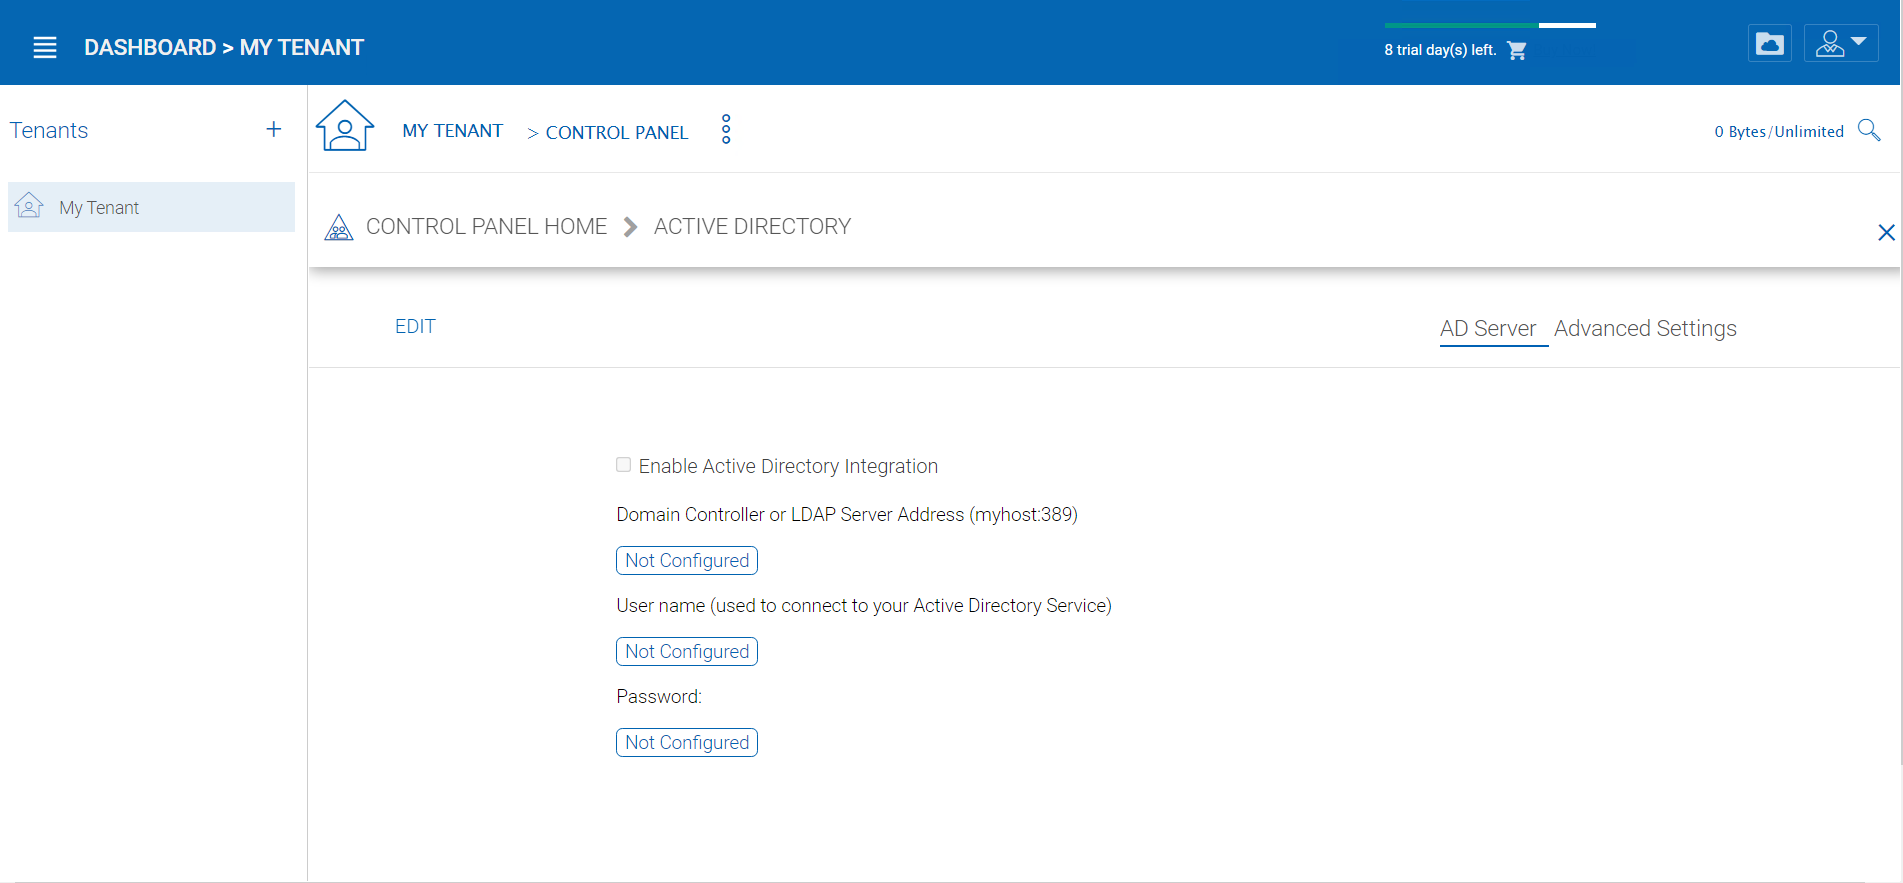 DASHBOARD > MY TENANT
8 trial day(s) left.
Tenants +
My Tenant
MY TENANT > CONTROL PANEL
0 Bytes/Unlimited
CONTROL PANEL HOME > ACTIVE DIRECTORY
EDIT
AD Server Advanced Settings
Enable Active Directory Integration
Domain Controller or LDAP Server Address (myhost:389)
Not Configured
User name (used to connect to your Active Directory Service)
Not Configured
Password:
Not Configured